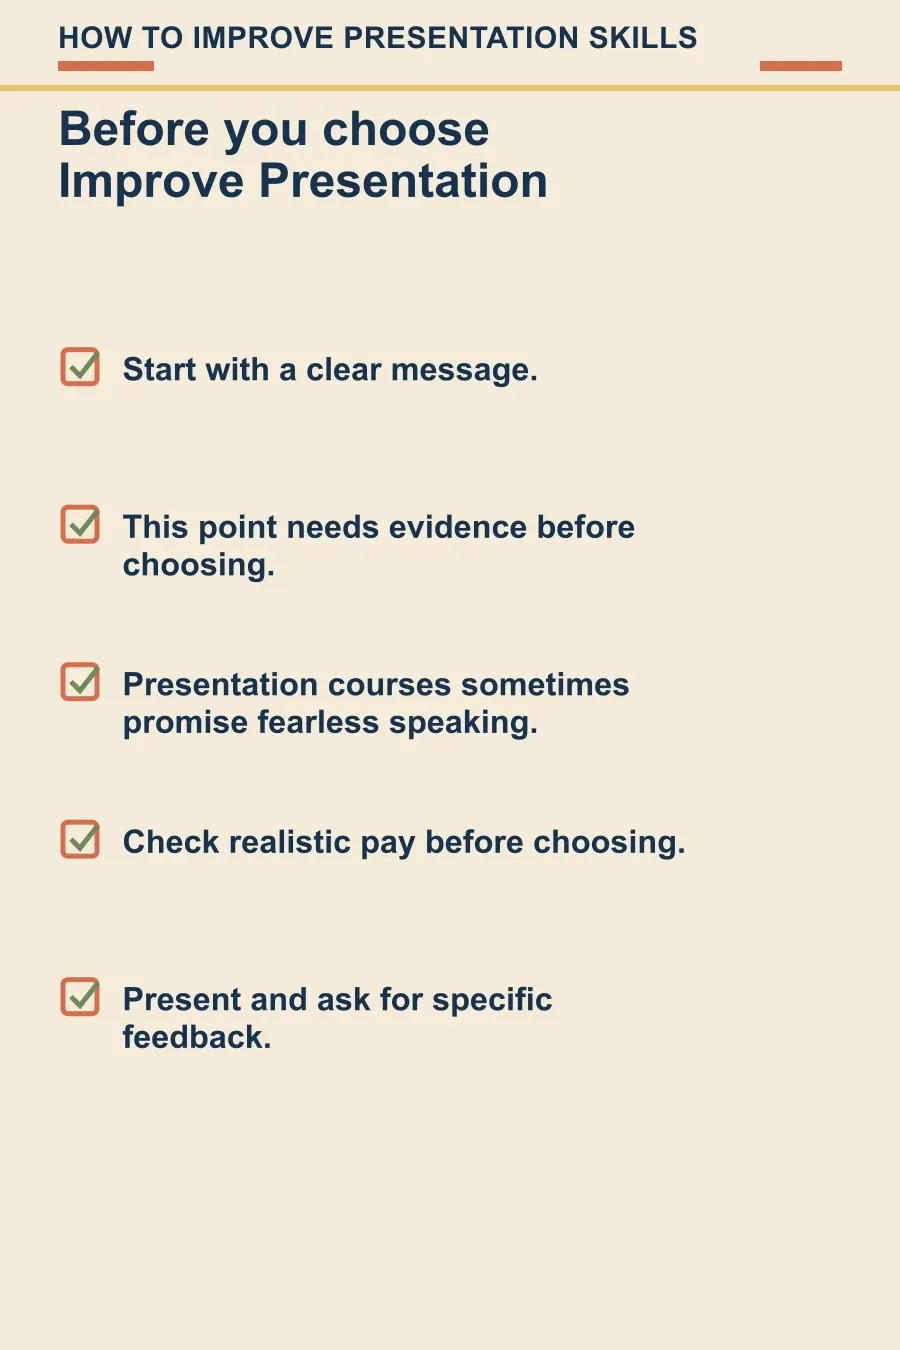 HOW TO IMPROVE PRESENTATION SKILLS
Before you choose
Improve Presentation
Start with a clear message.
This point needs evidence before
choosing.
Presentation courses sometimes
promise fearless speaking.
Check realistic pay before choosing.
Present and ask for specific
feedback.